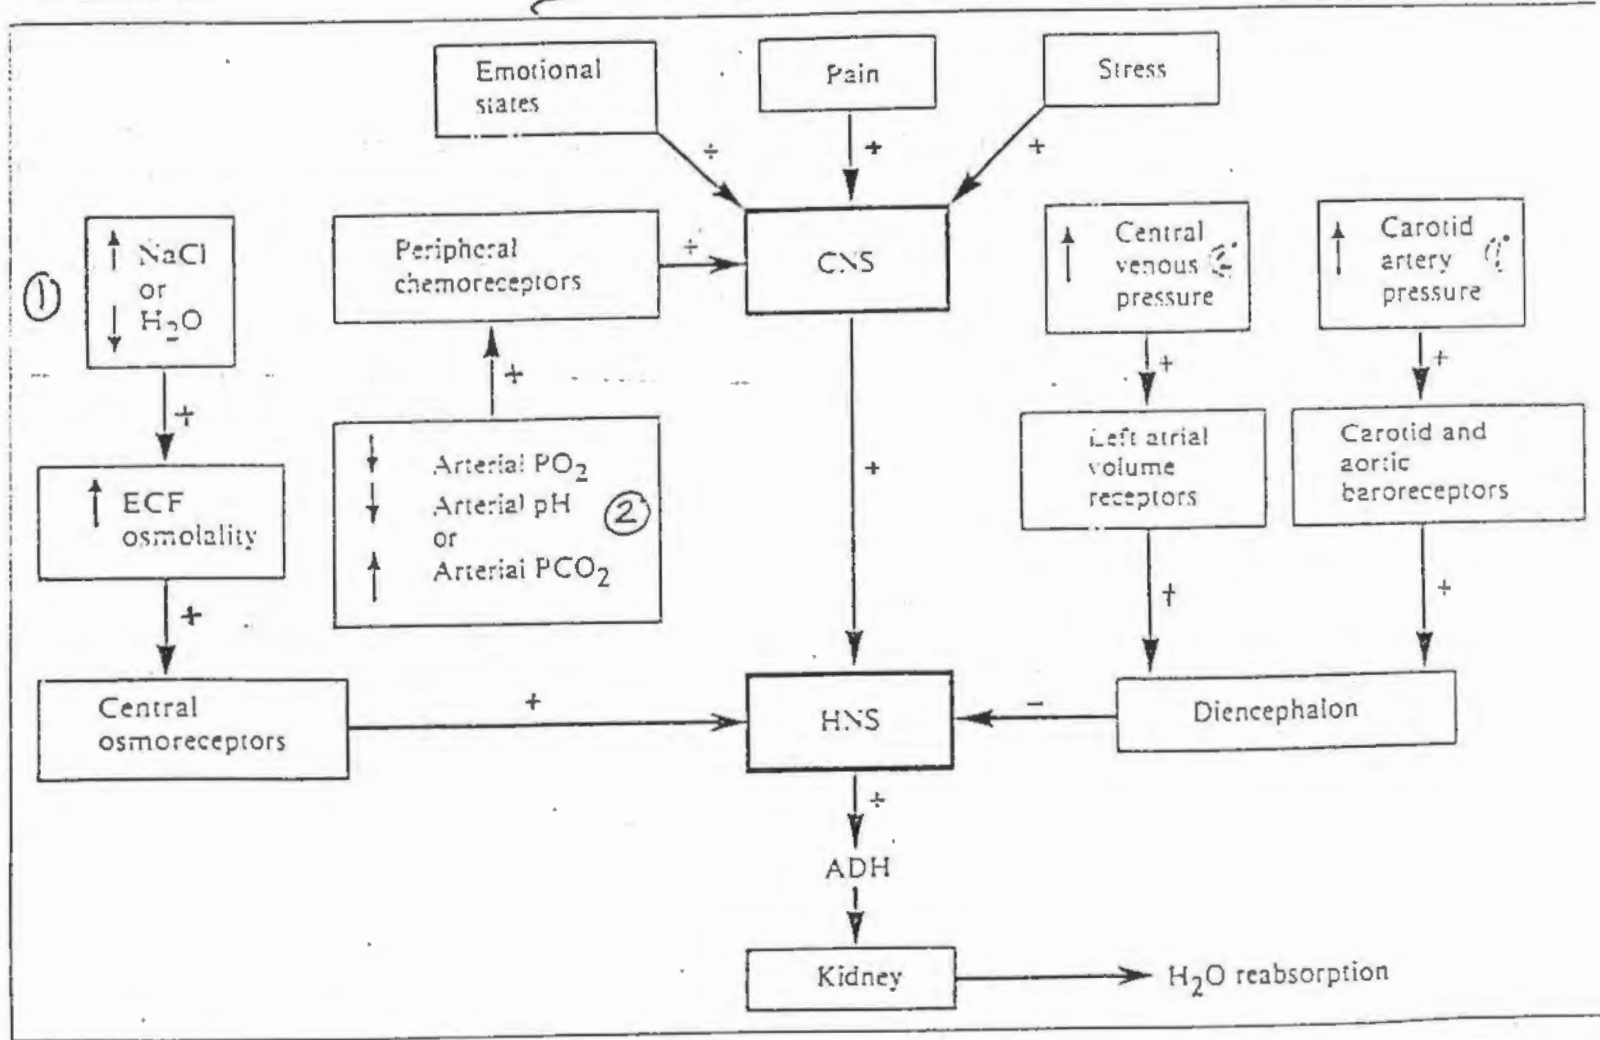 Emotional
states
Pain
Stress
+
+
+
①
↑ NaCl
or
↓ H₂O
Peripheral
chemoreceptors
+
CNS
↑ Central
venous
pressure
↑ Carotid
artery
pressure
+
+
+
+
↑ ECF
osmolality
↓ Arterial PO₂
↓ Arterial pH
or
↑ Arterial PCO₂
②
+
Left atrial
volume
receptors
Carotid and
aortic
baroreceptors
+
+
+
Central
osmoreceptors
+
HNS
−
Diencephalon
+
ADH
Kidney
H₂O reabsorption